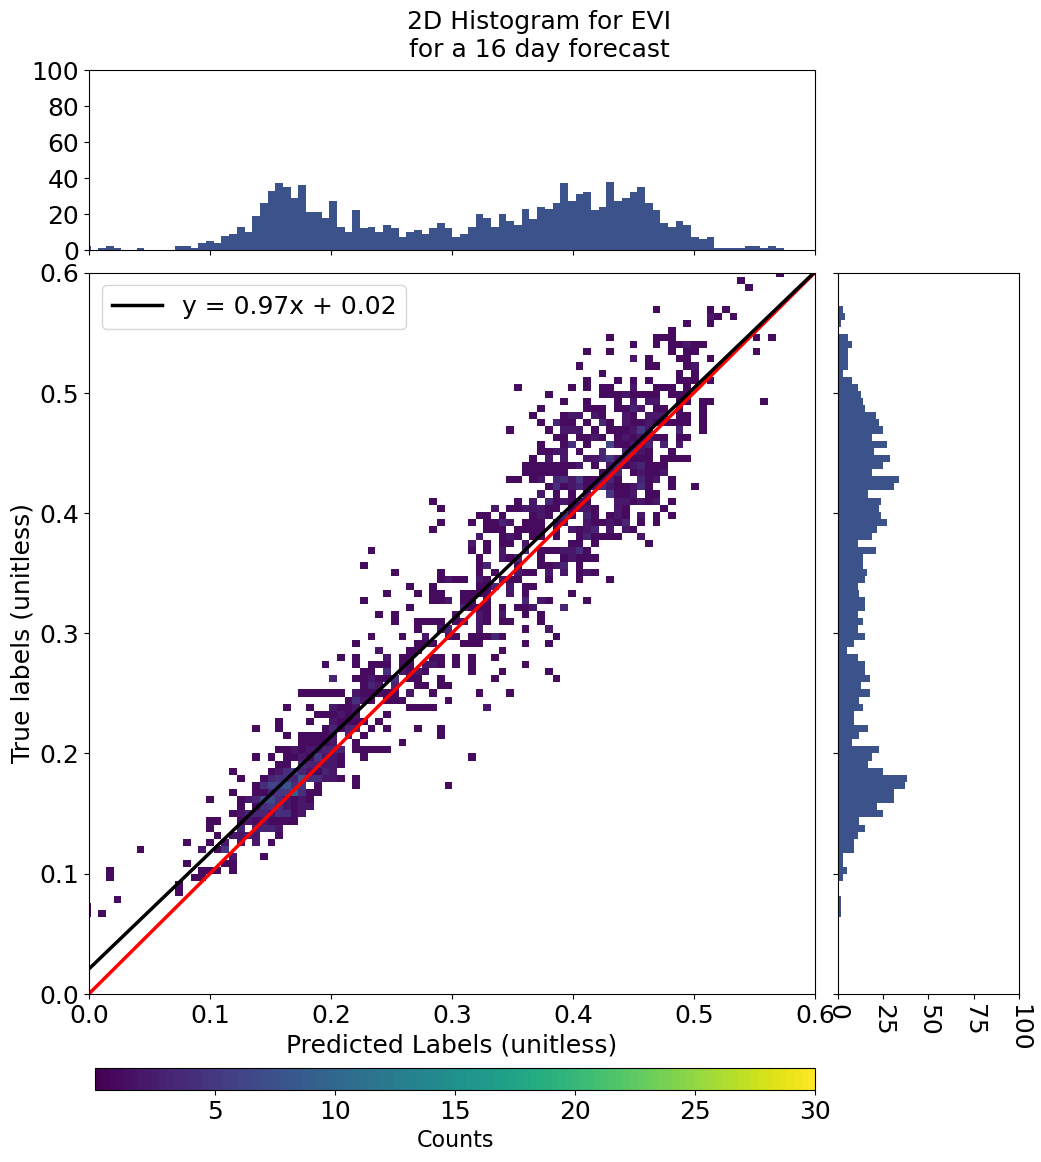 2D Histogram for EVI
for a 16 day forecast
100
80
60
40
20
0
0.6
0.5
0.4
0.3
0.2
0.1
0.0
True labels (unitless)
y = 0.97x + 0.02
0.0 0.1 0.2 0.3 0.4 0.5 0.6
Predicted Labels (unitless)
0 25 50 75 100
5 10 15 20 25 30
Counts